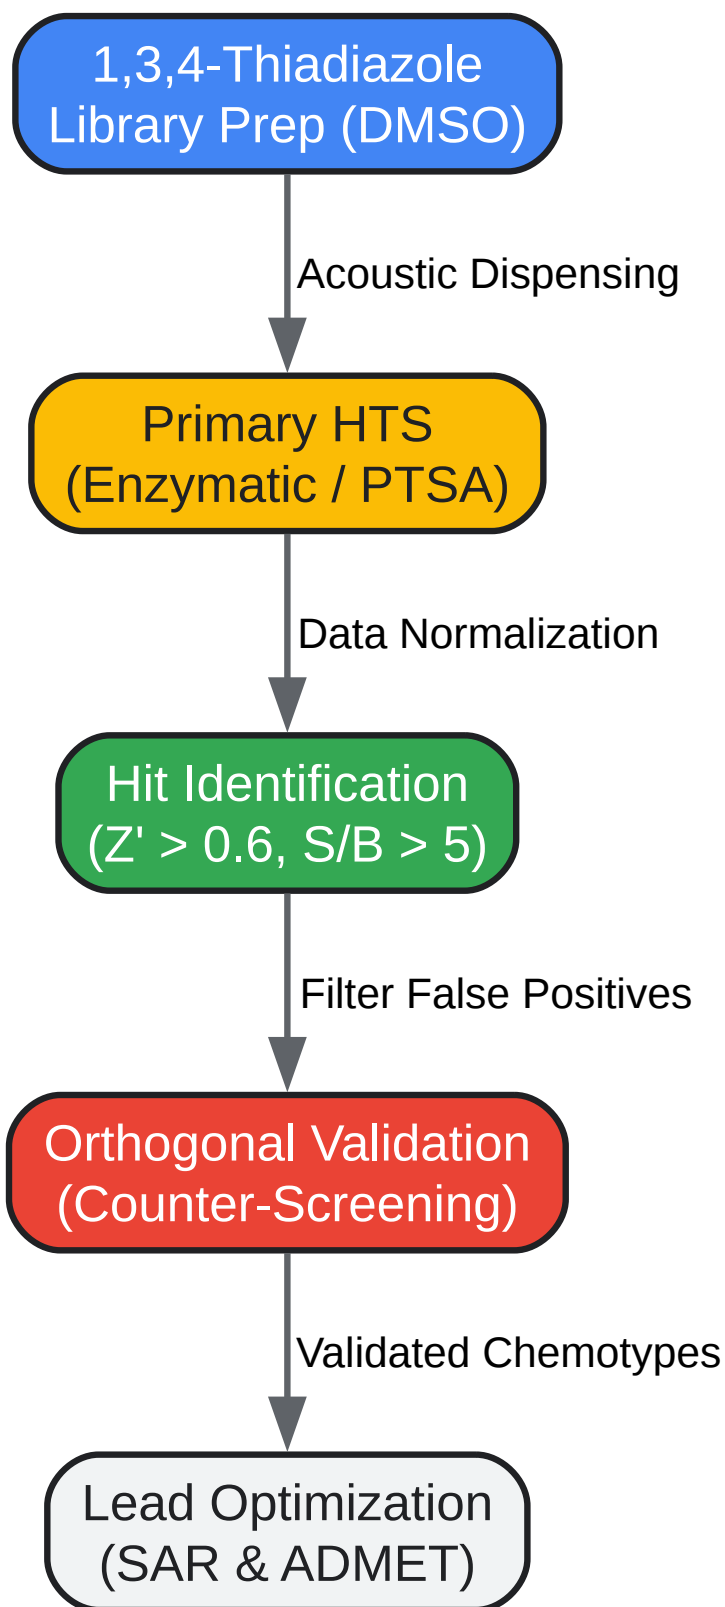 1,3,4-Thiadiazole
Library Prep (DMSO)
Acoustic Dispensing
Primary HTS
(Enzymatic / PTSA)
Data Normalization
Hit Identification
(Z' > 0.6, S/B > 5)
Filter False Positives
Orthogonal Validation
(Counter-Screening)
Validated Chemotypes
Lead Optimization
(SAR & ADMET)